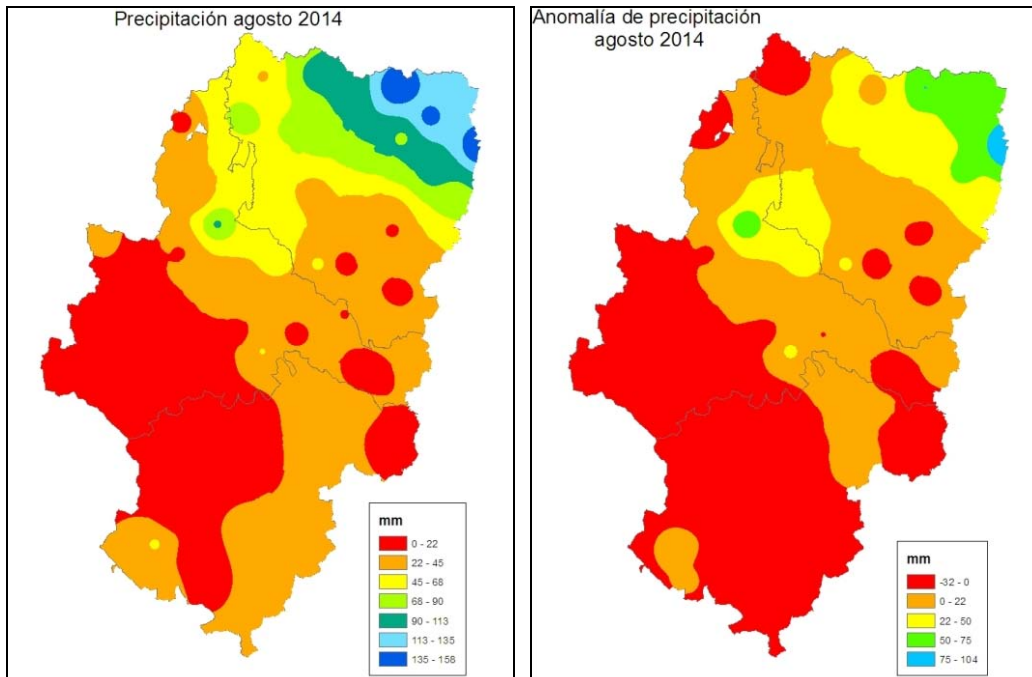 Precipitación agosto 2014
mm
0 - 22
22 - 45
45 - 68
68 - 90
90 - 113
113 - 135
135 - 158
Anomalía de precipitación
agosto 2014
mm
-32 - 0
0 - 22
22 - 50
50 - 75
75 - 104